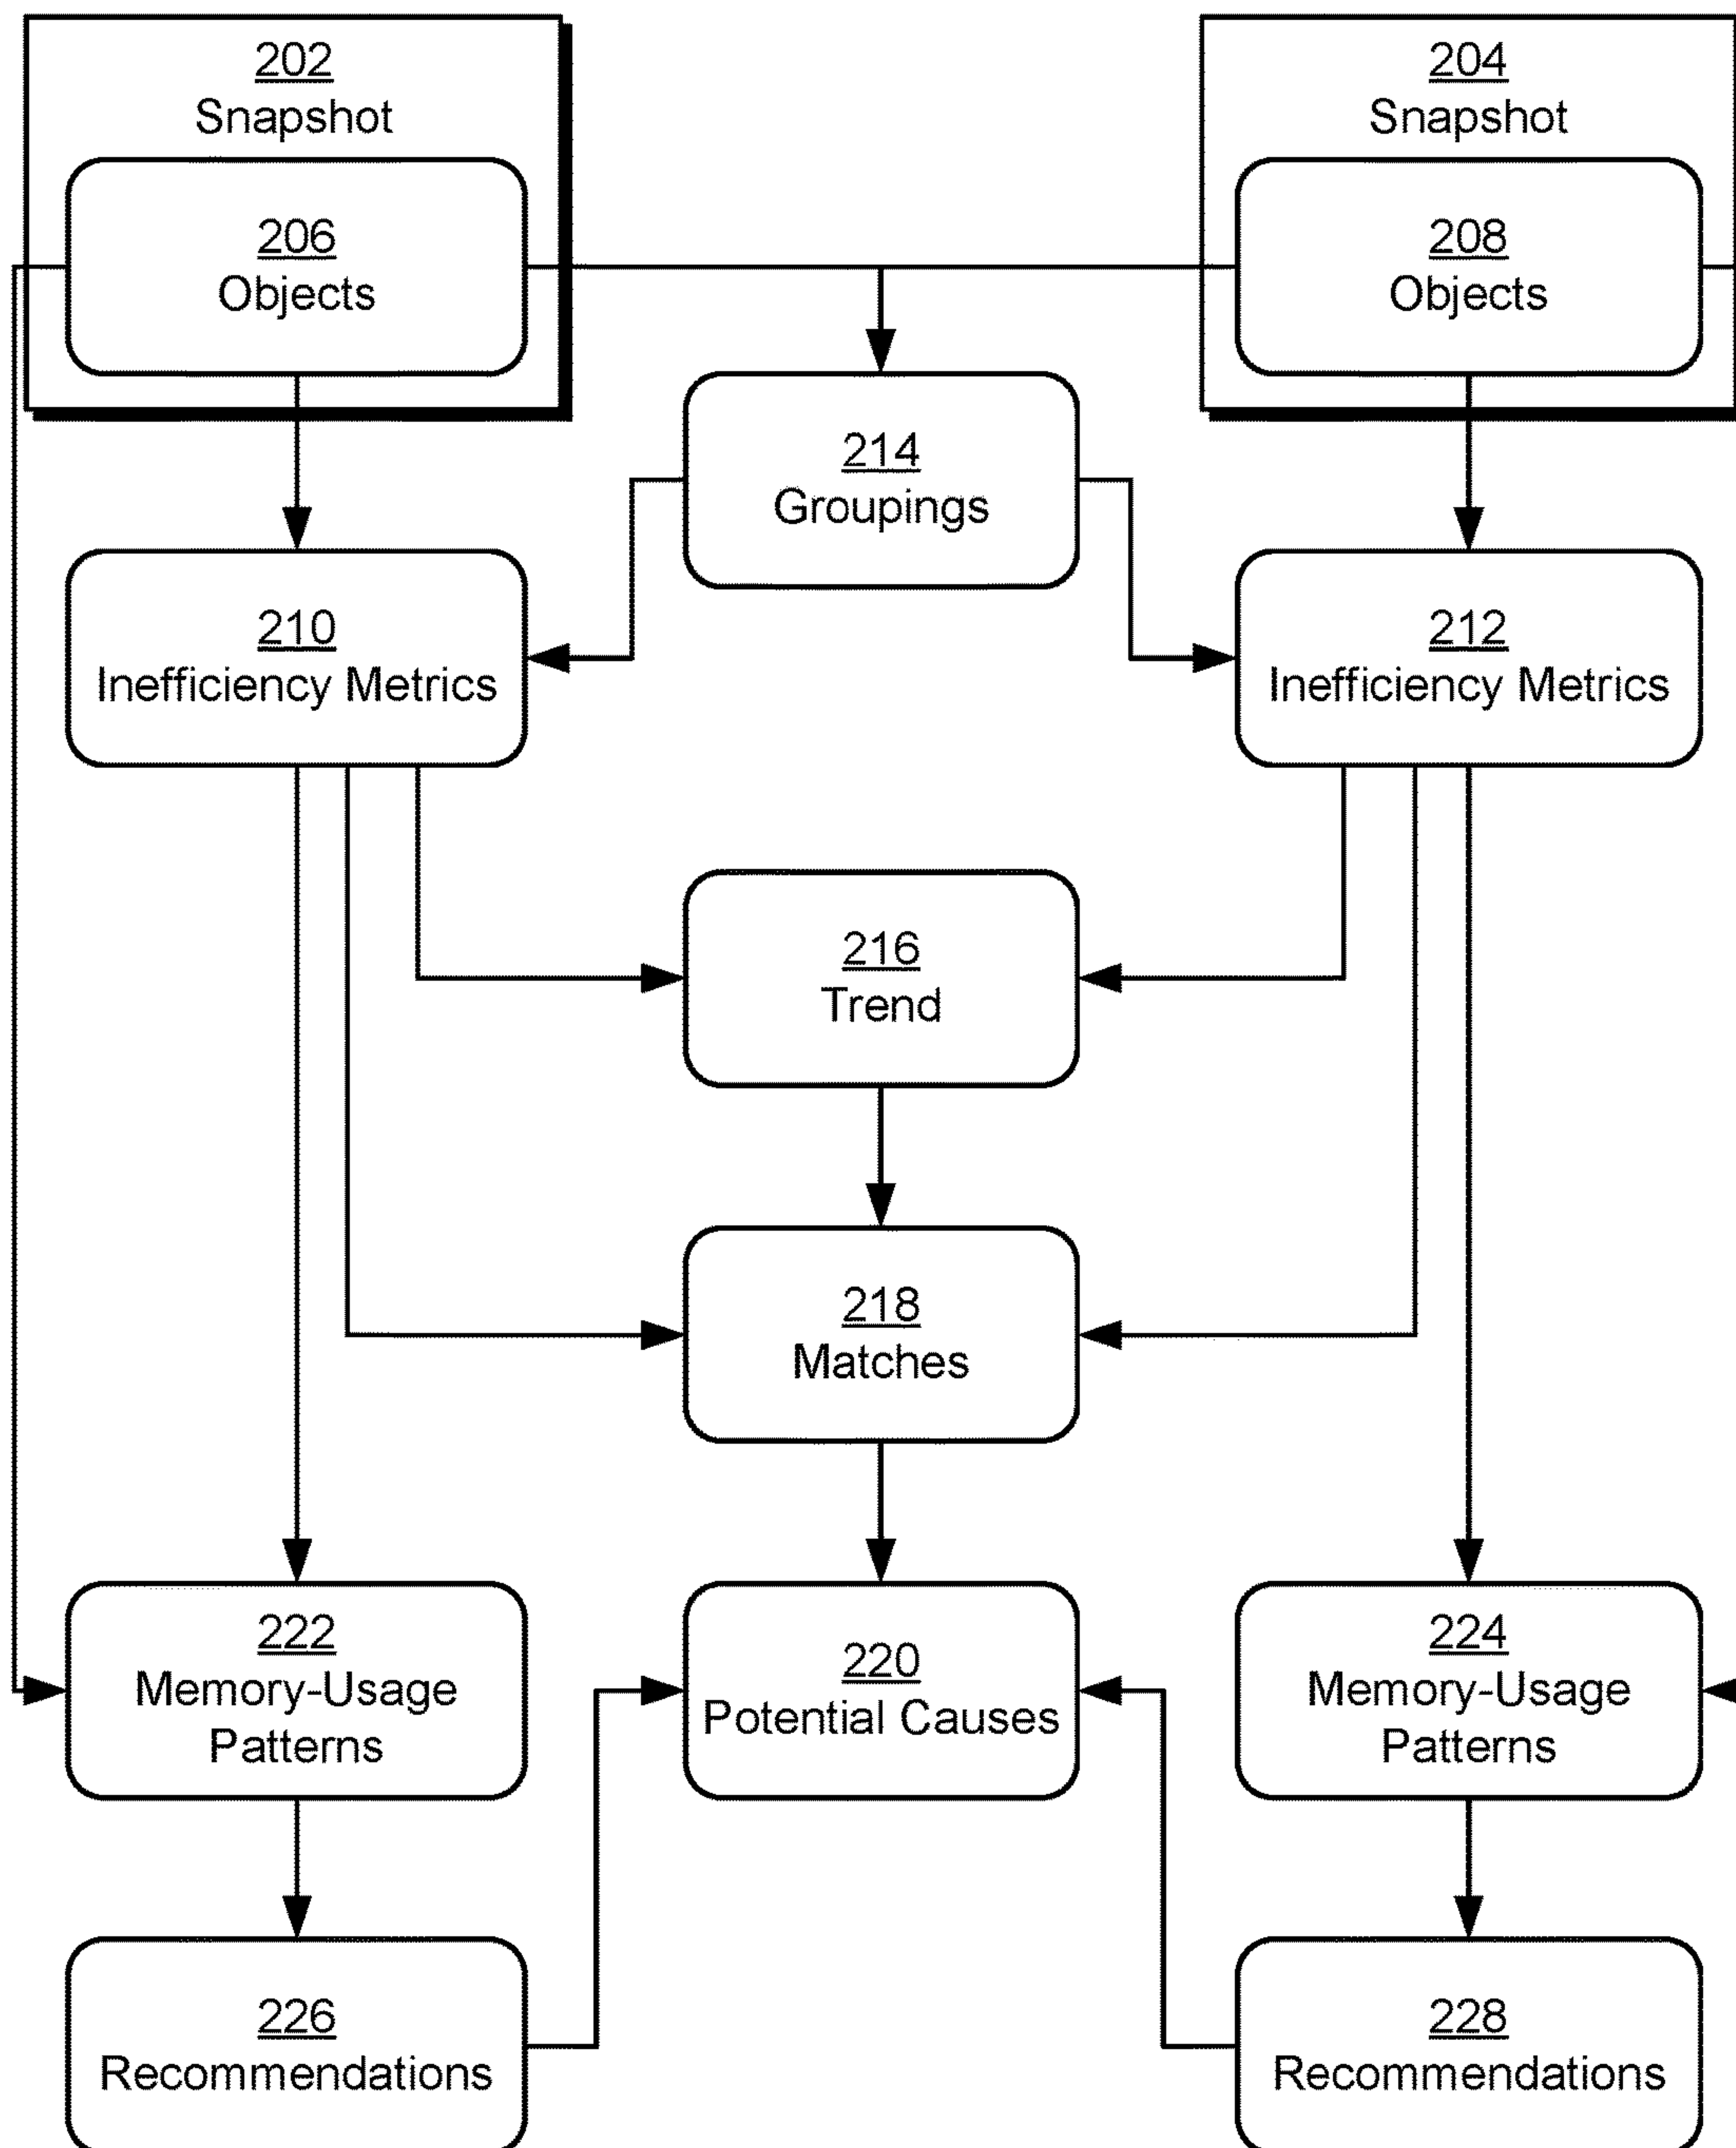 202
Snapshot
204
Snapshot
206
Objects
208
Objects
214
Groupings
210
Inefficiency Metrics
212
Inefficiency Metrics
216
Trend
218
Matches
222
Memory-Usage
Patterns
220
Potential Causes
224
Memory-Usage
Patterns
226
Recommendations
228
Recommendations